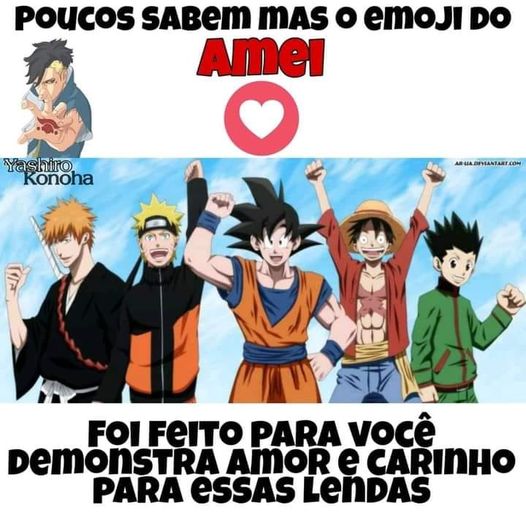 Poucos sabem mas o emoji do
Amei
Yashiro
Konoha
AR-UA.DEVIANTART.COM
Foi feito para você
demonstra amor e carinho
para essas lendas